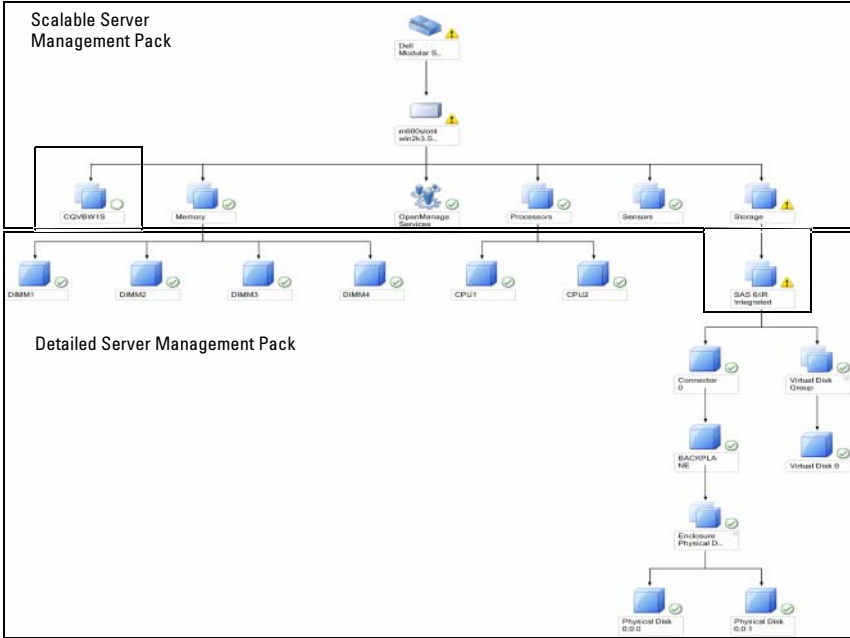 Scalable Server
Management Pack
Dell
Modular S..
m600slot4
win2k3.S..
CQVBW1S
Memory
OpenManage
Services
Processors
Sensors
Storage
DIMM1
DIMM2
DIMM3
DIMM4
CPU1
CPU2
SAS 6/iR
Integrated
Detailed Server Management Pack
Connector
0
Virtual Disk
Group
BACKPLA
NE
Virtual Disk 0
Enclosure
Physical D..
Physical Disk
0:0:0
Physical Disk
0:0:1